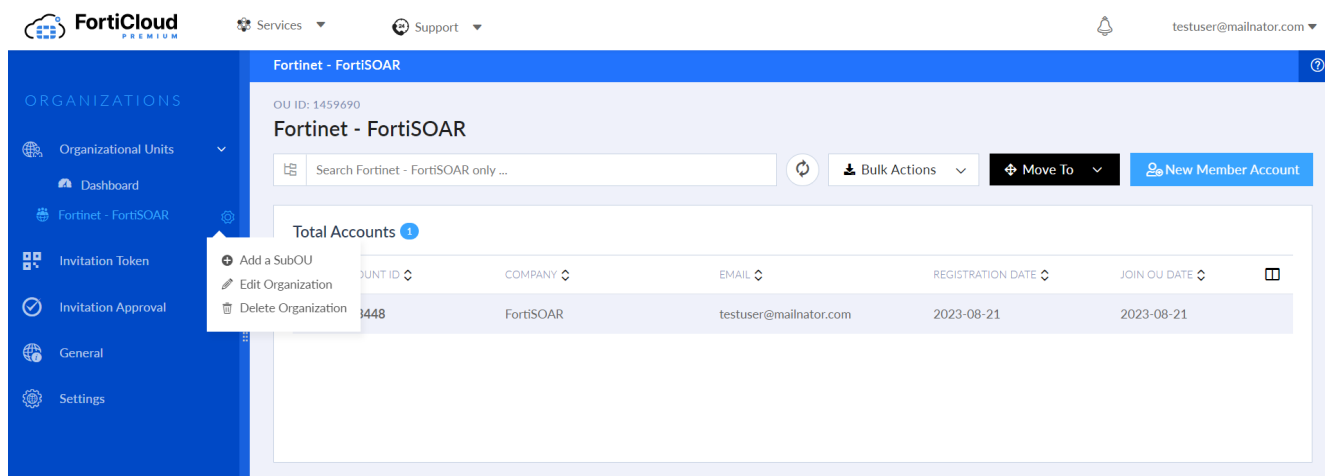 FortiCloud
PREMIUM
Services
24
Support
testuser@mailnator.com
Fortinet - FortiSOAR
ORGANIZATIONS
Organizational Units
Dashboard
Fortinet - FortiSOAR
Invitation Token
Invitation Approval
General
Settings
Add a SubOU
Edit Organization
Delete Organization
OU ID: 1459690
Fortinet - FortiSOAR
Search Fortinet - FortiSOAR only ...
Bulk Actions
Move To
New Member Account
Total Accounts 1
OUNT ID COMPANY EMAIL REGISTRATION DATE JOIN OU DATE
3448 FortiSOAR testuser@mailnator.com 2023-08-21 2023-08-21